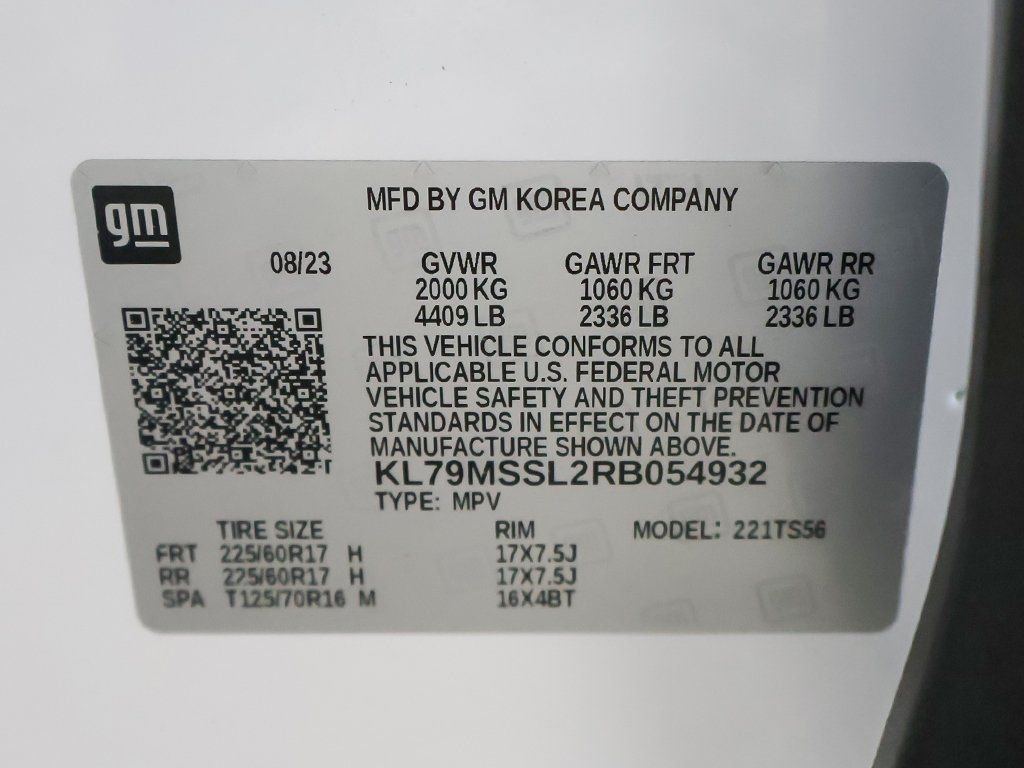 gm
MFD BY GM KOREA COMPANY
08/23 GVWR GAWR FRT GAWR RR
2000 KG 1060 KG 1060 KG
4409 LB 2336 LB 2336 LB
THIS VEHICLE CONFORMS TO ALL
APPLICABLE U.S. FEDERAL MOTOR
VEHICLE SAFETY AND THEFT PREVENTION
STANDARDS IN EFFECT ON THE DATE OF
MANUFACTURE SHOWN ABOVE.
KL79MSSL2RB054932
TYPE: MPV
TIRE SIZE RIM MODEL: 221TS56
FRT 225/60R17 H 17X7.5J
RR 225/60R17 H 17X7.5J
SPA T125/70R16 M 16X4BT